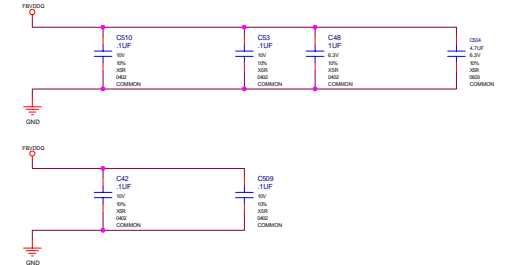 FBVDDQ
C510
.1UF
10V
10%
X5R
0402
COMMON
C53
.1UF
10V
10%
X5R
0402
COMMON
C48
1UF
6.3V
10%
X5R
0402
COMMON
C504
4.7UF
6.3V
10%
X5R
0603
COMMON
GND
FBVDDQ
C42
.1UF
10V
10%
X5R
0402
COMMON
C509
.1UF
10V
10%
X5R
0402
COMMON
GND